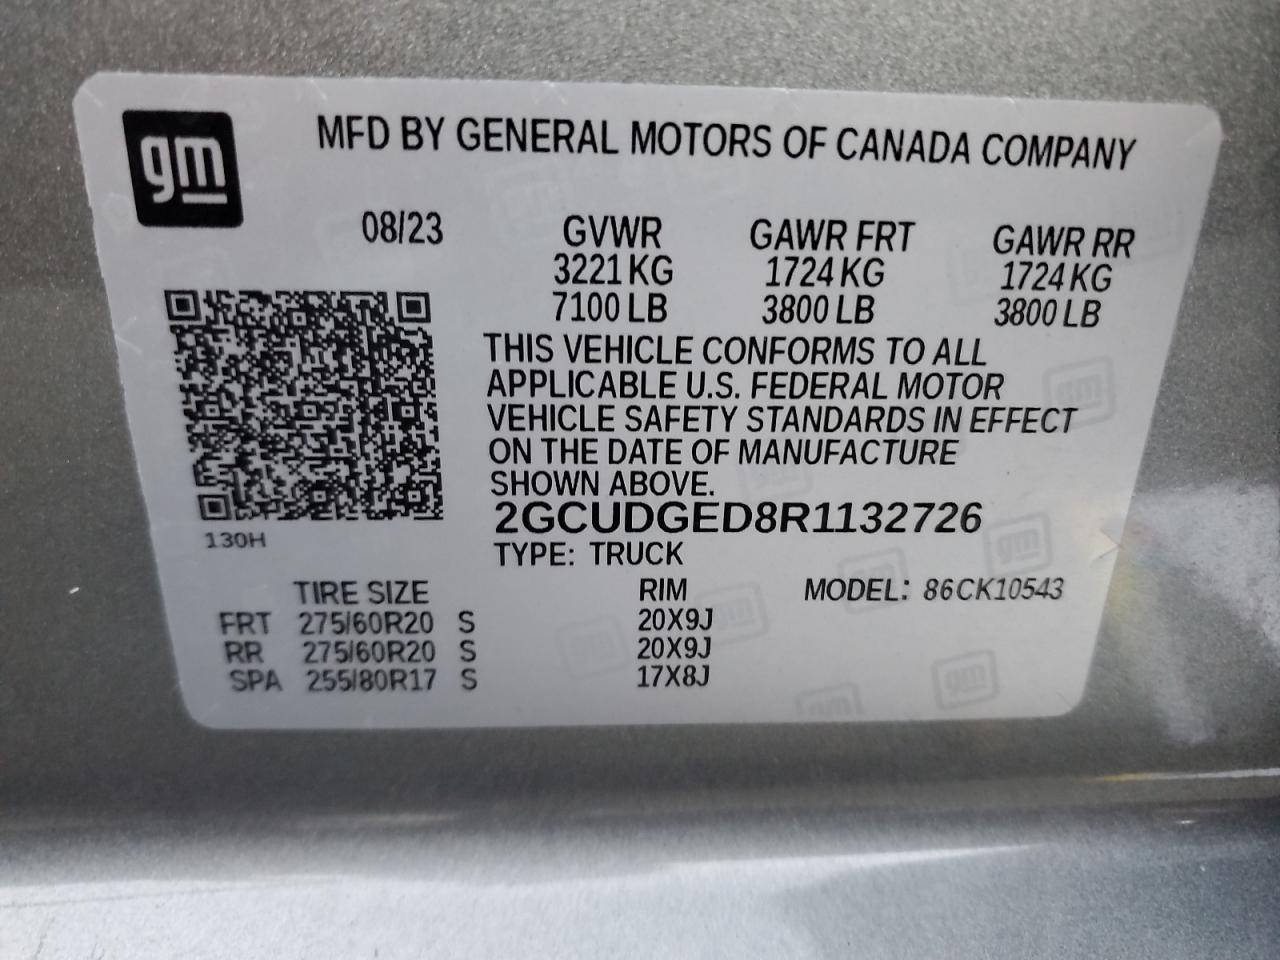 gm
MFD BY GENERAL MOTORS OF CANADA COMPANY
08/23 GVWR GAWR FRT GAWR RR
3221 KG 1724 KG 1724 KG
7100 LB 3800 LB 3800 LB
THIS VEHICLE CONFORMS TO ALL
APPLICABLE U.S. FEDERAL MOTOR
VEHICLE SAFETY STANDARDS IN EFFECT
ON THE DATE OF MANUFACTURE
SHOWN ABOVE.
2GCUDGED8R1132726
130H
TYPE: TRUCK
TIRE SIZE RIM MODEL: 86CK10543
FRT 275/60R20 S 20X9J
RR 275/60R20 S 20X9J
SPA 255/80R17 S 17X8J